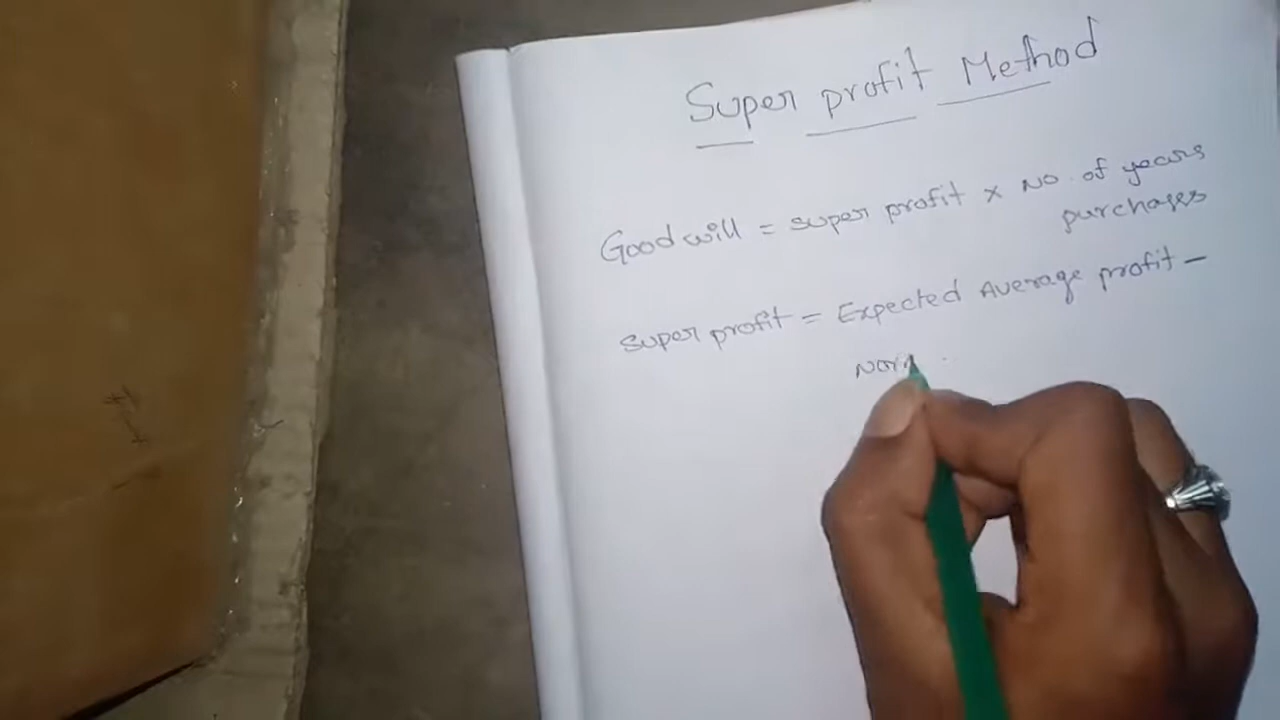 Super profit Method
Goodwill = super profit x No. of years
purchases
Super profit = Expected Average profit -